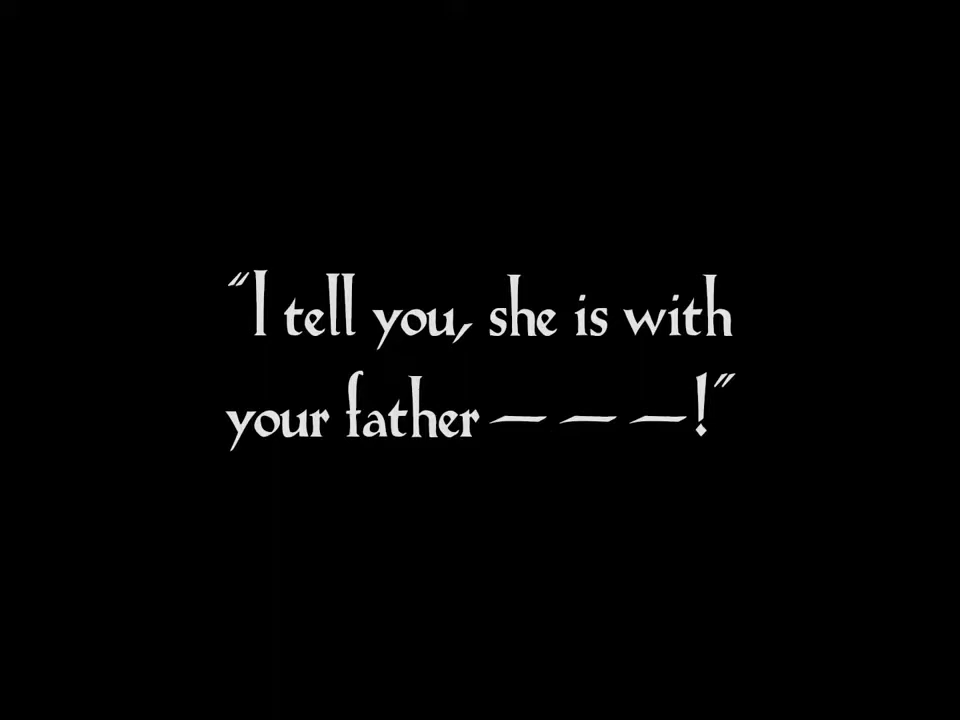 "I tell you, she is with
your father — — —!"